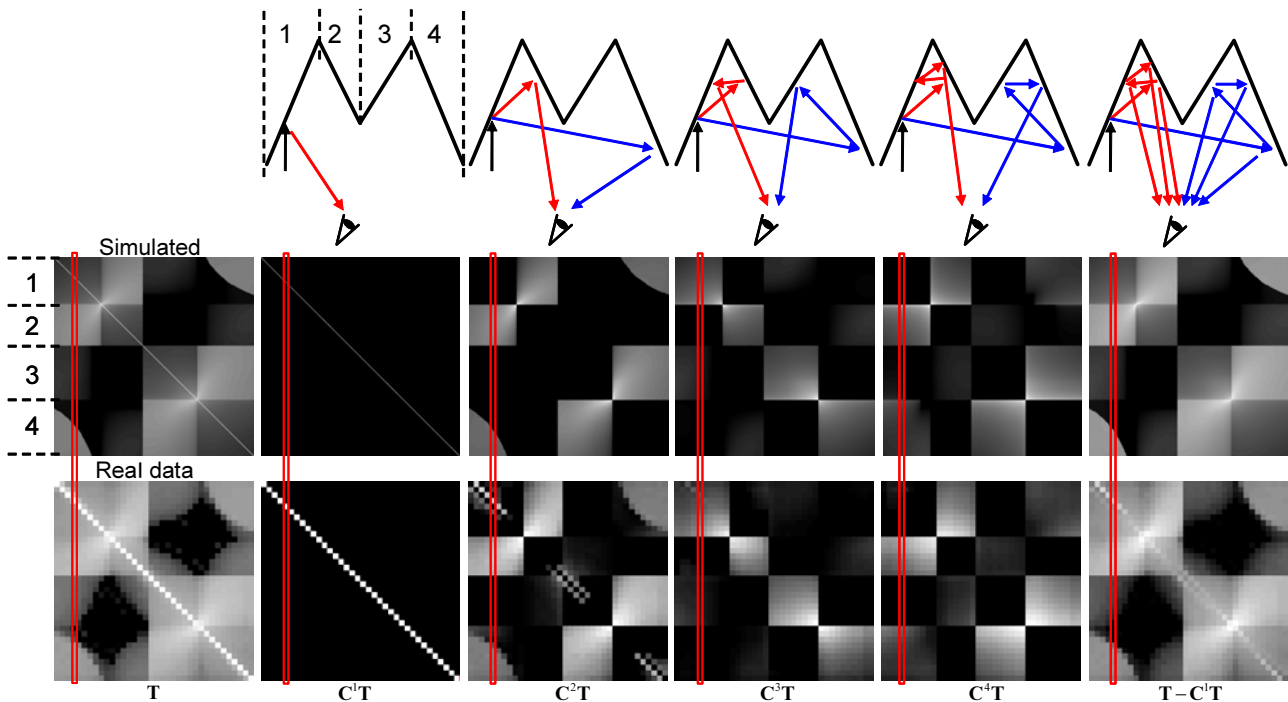 1 2 3 4
Simulated
1
2
3
4
Real data
T C¹T C²T C³T C⁴T T − C¹T